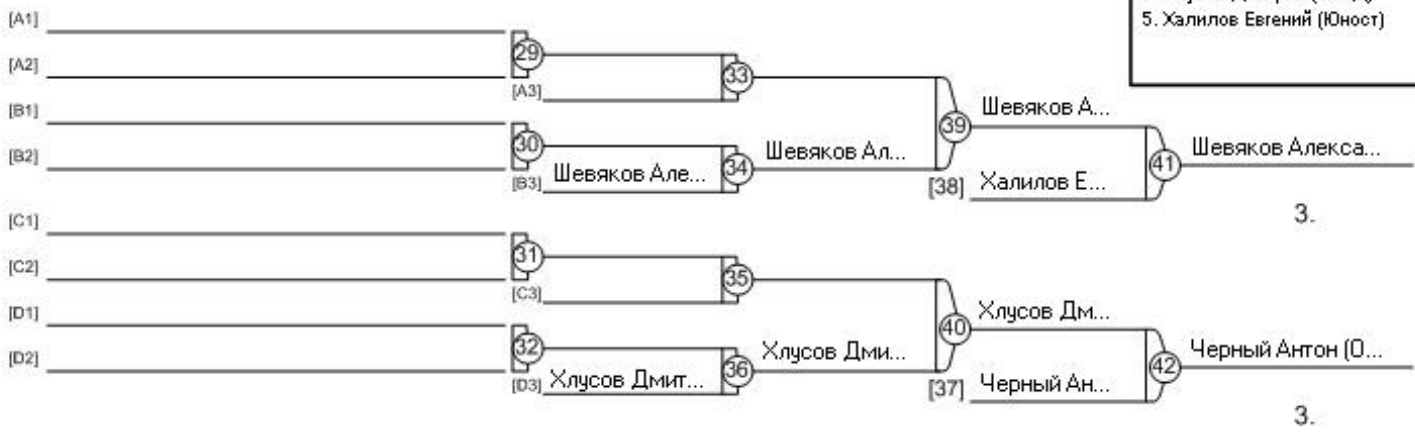 5. Халилов Евгений (Юност)
[A1]
[A2]
29
[A3]
33
[B1]
[B2]
30
[B3]
Шевяков Але...
34
Шевяков Ал...
39
Шевяков А...
[38]
Халилов Е...
41
Шевяков Алекса...
3.
[C1]
[C2]
31
[C3]
35
[D1]
[D2]
32
[D3]
Хлусов Дмит...
36
Хлусов Дми...
40
Хлусов Дм...
[37]
Черный Ан...
42
Черный Антон (О...
3.